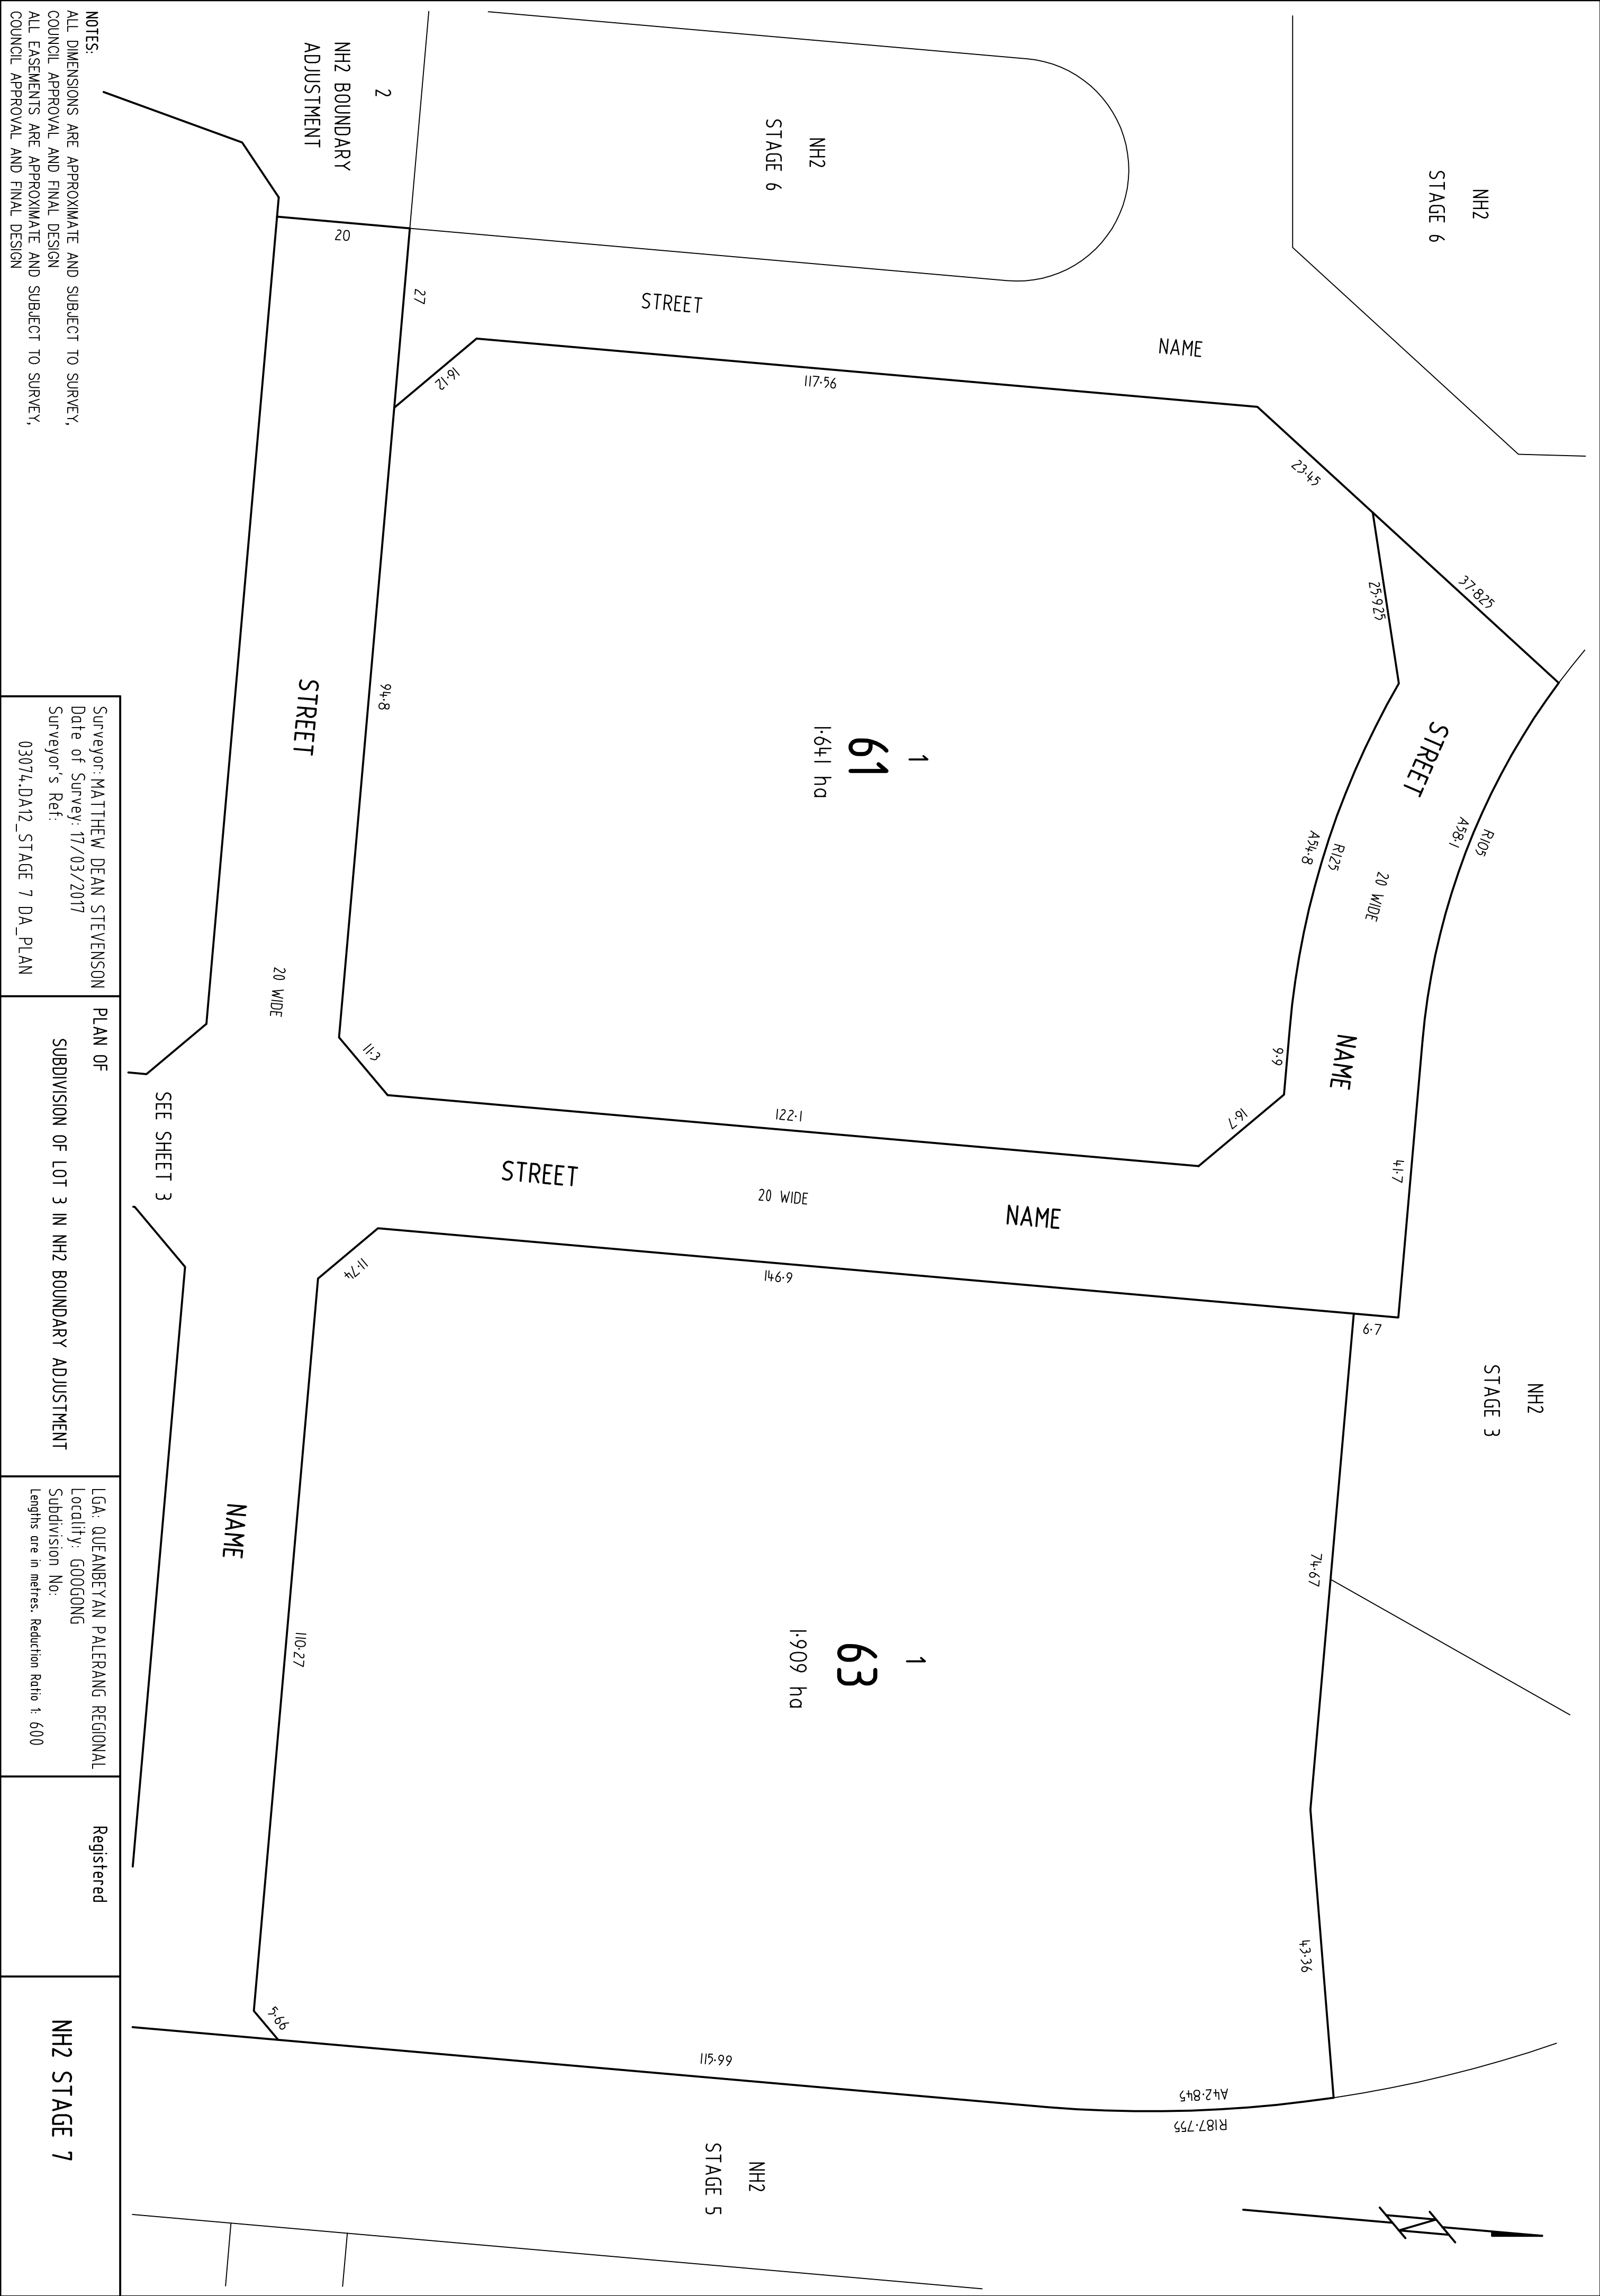 NH2
STAGE 6
NH2
STAGE 6
2
NH2 BOUNDARY
ADJUSTMENT
20
27
STREET
NAME
16·12
117·56
23·45
37·825
25·925
STREET
A58·1
R105
R125
A54·8
20 WIDE
NAME
9·9
16·7
41·7
94·8
STREET
20 WIDE
11·3
1
61
1·641 ha
122·1
STREET
20 WIDE
NAME
SEE SHEET 3
11·74
146·9
6·7
NH2
STAGE 3
74·67
NAME
110·27
1
63
1·909 ha
43·36
5·66
115·99
A42·845
R187·755
NH2
STAGE 5
NOTES:
ALL DIMENSIONS ARE APPROXIMATE AND SUBJECT TO SURVEY,
COUNCIL APPROVAL AND FINAL DESIGN
ALL EASEMENTS ARE APPROXIMATE AND SUBJECT TO SURVEY,
COUNCIL APPROVAL AND FINAL DESIGN
Surveyor: MATTHEW DEAN STEVENSON
Date of Survey: 17/03/2017
Surveyor's Ref:
03074.DA12_STAGE 7 DA_PLAN
PLAN OF
SUBDIVISION OF LOT 3 IN NH2 BOUNDARY ADJUSTMENT
LGA: QUEANBEYAN PALERANG REGIONAL
Locality: GOOGONG
Subdivision No:
Lengths are in metres. Reduction Ratio 1: 600
Registered
NH2 STAGE 7